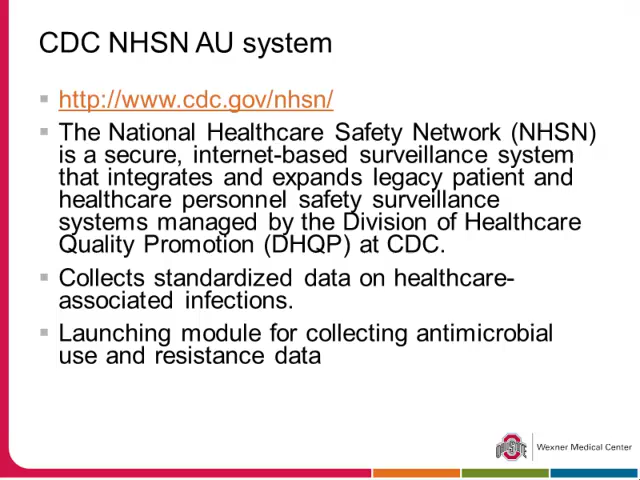 CDC NHSN AU system
http://www.cdc.gov/nhsn/
The National Healthcare Safety Network (NHSN)
is a secure, internet-based surveillance system
that integrates and expands legacy patient and
healthcare personnel safety surveillance
systems managed by the Division of Healthcare
Quality Promotion (DHQP) at CDC.
Collects standardized data on healthcare-
associated infections.
Launching module for collecting antimicrobial
use and resistance data
OHIO STATE
Wexner Medical Center